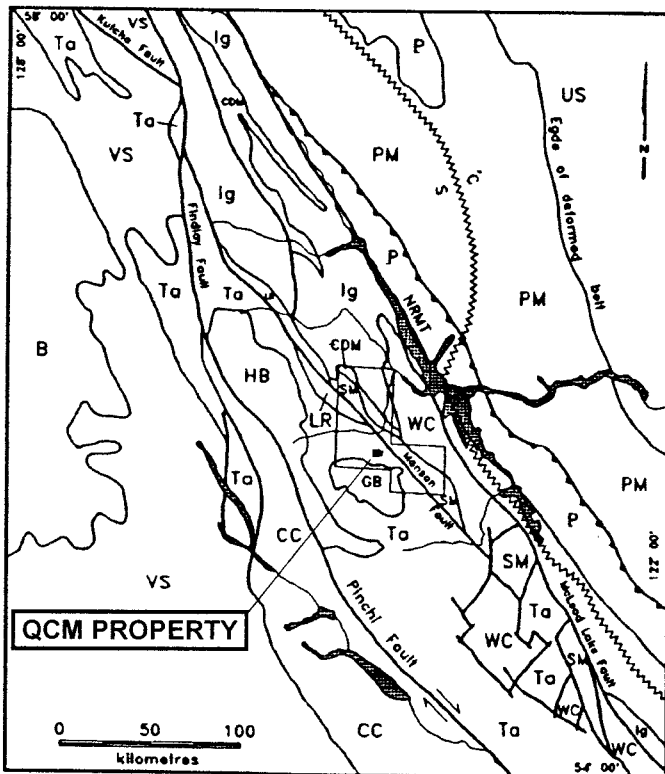 58° 00'
128° 00'
VS
Kutcho Fault
Ta
Ig
P
US
Ta
CDM
PM
Edge of deformed belt
N
VS
'C'
S
Findlay Fault
Ig
P
Ta
Ta
Ig
NRMT
PM
B
HB
CDM
SM
LR
WC
Ta
GB
Manson Fault
SM
PM
CC
Ta
P
122° 00'
VS
SM
QCM PROPERTY
Pinchi Fault
Ta
McLeod Lake Fault
WC
SM
Ta
WC
0 50 100
kilometres
CC
Ta
Ig
WC
54° 00'